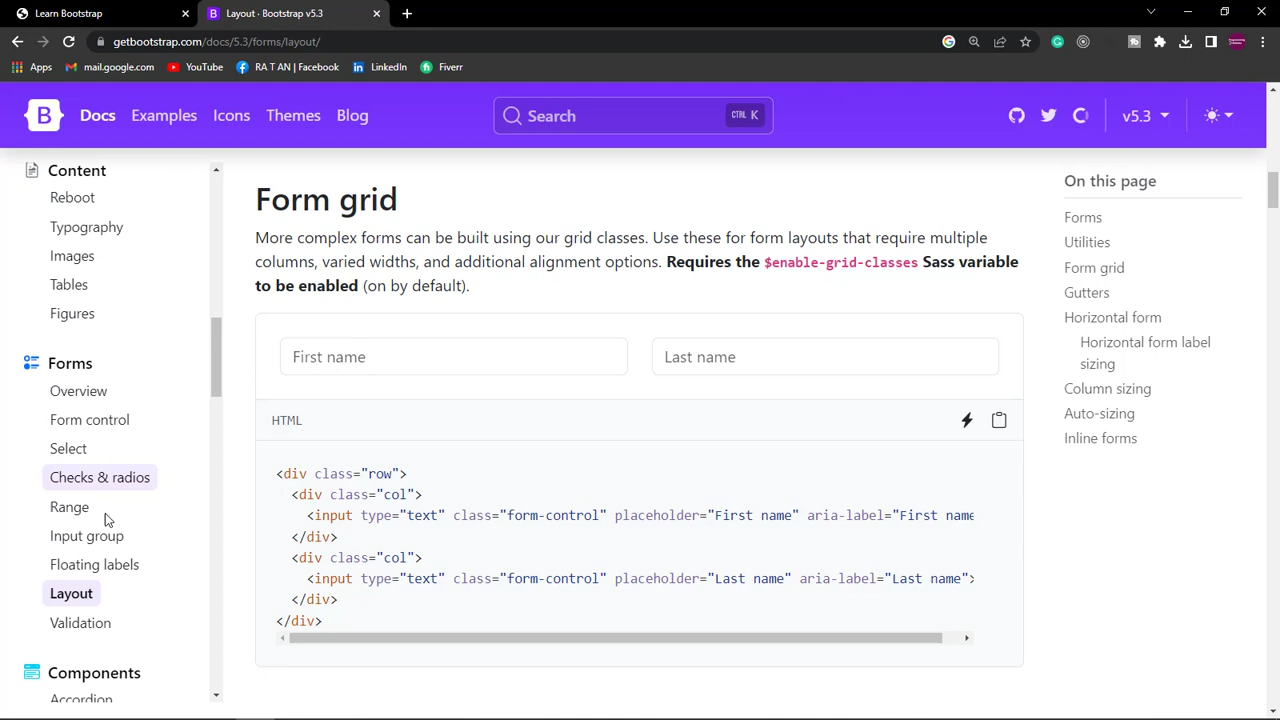 Learn Bootstrap
Layout · Bootstrap v5.3
getbootstrap.com/docs/5.3/forms/layout/
Apps
mail.google.com
YouTube
RA T AN | Facebook
LinkedIn
Fiverr
B
Docs
Examples
Icons
Themes
Blog
Search
CTRL K
v5.3
Content
Reboot
Typography
Images
Tables
Figures
Forms
Overview
Form control
Select
Checks & radios
Range
Input group
Floating labels
Layout
Validation
Components
Accordion
Form grid
More complex forms can be built using our grid classes. Use these for form layouts that require multiple
columns, varied widths, and additional alignment options. Requires the $enable-grid-classes Sass variable
to be enabled (on by default).
First name
Last name
HTML
<div class="row">
<div class="col">
<input type="text" class="form-control" placeholder="First name" aria-label="First name
</div>
<div class="col">
<input type="text" class="form-control" placeholder="Last name" aria-label="Last name">
</div>
</div>
On this page
Forms
Utilities
Form grid
Gutters
Horizontal form
Horizontal form label
sizing
Column sizing
Auto-sizing
Inline forms